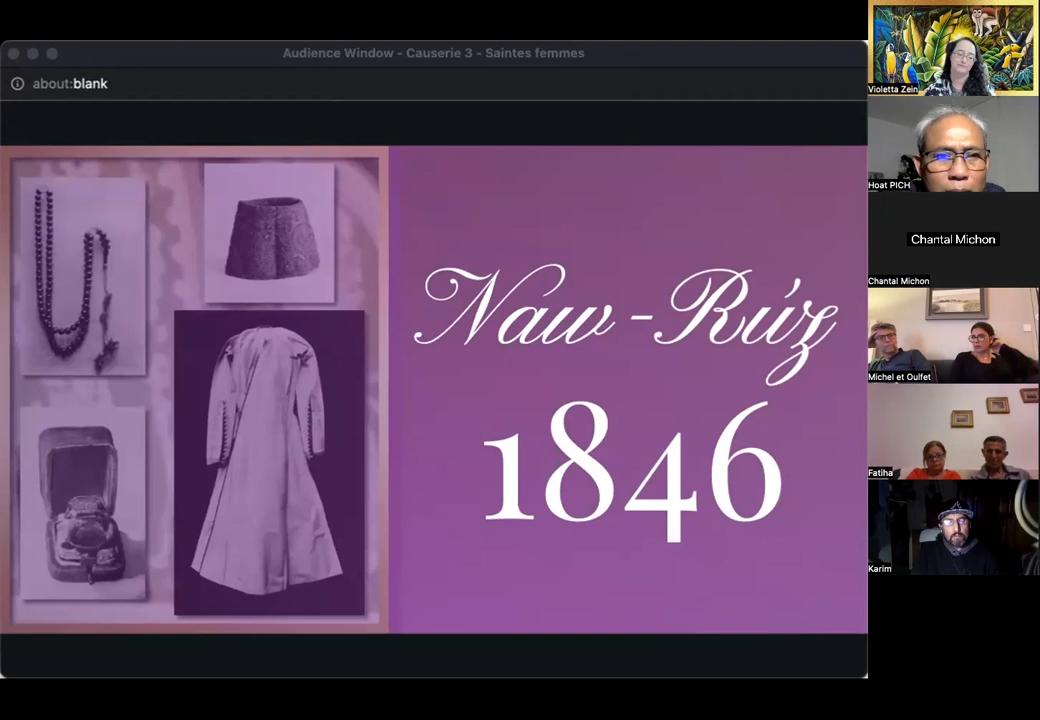 Audience Window - Causerie 3 - Saintes femmes
about:blank
Naw-Rúz
1846
Violetta Zein
Hoat PICH
Chantal Michon
Chantal Michon
Michel et Oulfet
Fatiha
Karim